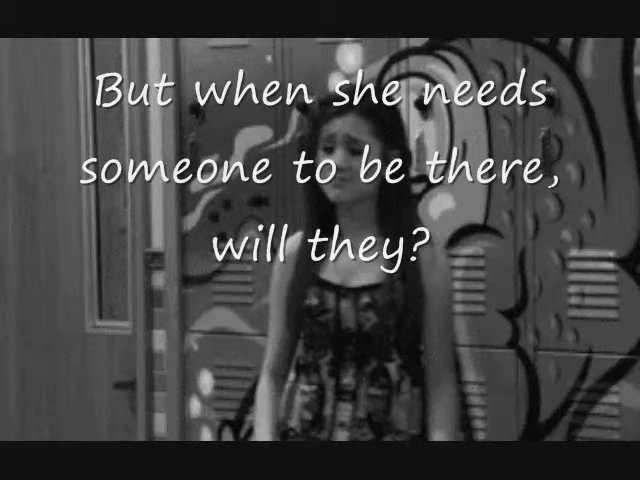 But when she needs
someone to be there,
will they?